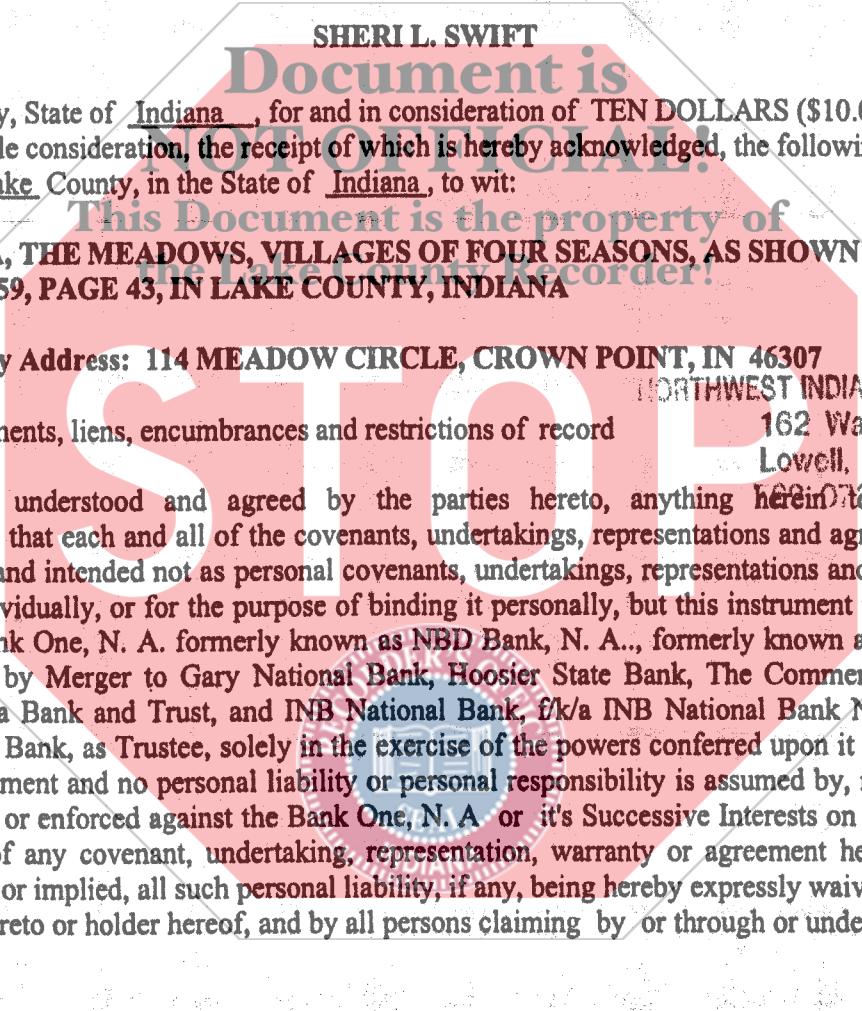 SHERI L. SWIFT
Document is
y, State of Indiana , for and in consideration of TEN DOLLARS ($10.0
NOT OFFICIAL!
le consideration, the receipt of which is hereby acknowledged, the followi
ake County, in the State of Indiana , to wit:
This Document is the property of
, THE MEADOWS, VILLAGES OF FOUR SEASONS, AS SHOWN
the Lake County Recorder!
59, PAGE 43, IN LAKE COUNTY, INDIANA
y Address: 114 MEADOW CIRCLE, CROWN POINT, IN 46307
NORTHWEST INDIA
162 Wa
ments, liens, encumbrances and restrictions of record
Lowell,
STOP
understood and agreed by the parties hereto, anything herein
that each and all of the covenants, undertakings, representations and agr
and intended not as personal covenants, undertakings, representations and
vidually, or for the purpose of binding it personally, but this instrument
nk One, N. A. formerly known as NBD Bank, N. A.., formerly known a
by Merger to Gary National Bank, Hoosier State Bank, The Commer
a Bank and Trust, and INB National Bank, f/k/a INB National Bank N
Bank, as Trustee, solely in the exercise of the powers conferred upon it
ment and no personal liability or personal responsibility is assumed by,
or enforced against the Bank One, N. A or it's Successive Interests on
of any covenant, undertaking, representation, warranty or agreement he
or implied, all such personal liability, if any, being hereby expressly waiv
reto or holder hereof, and by all persons claiming by or through or unde
INDIANA